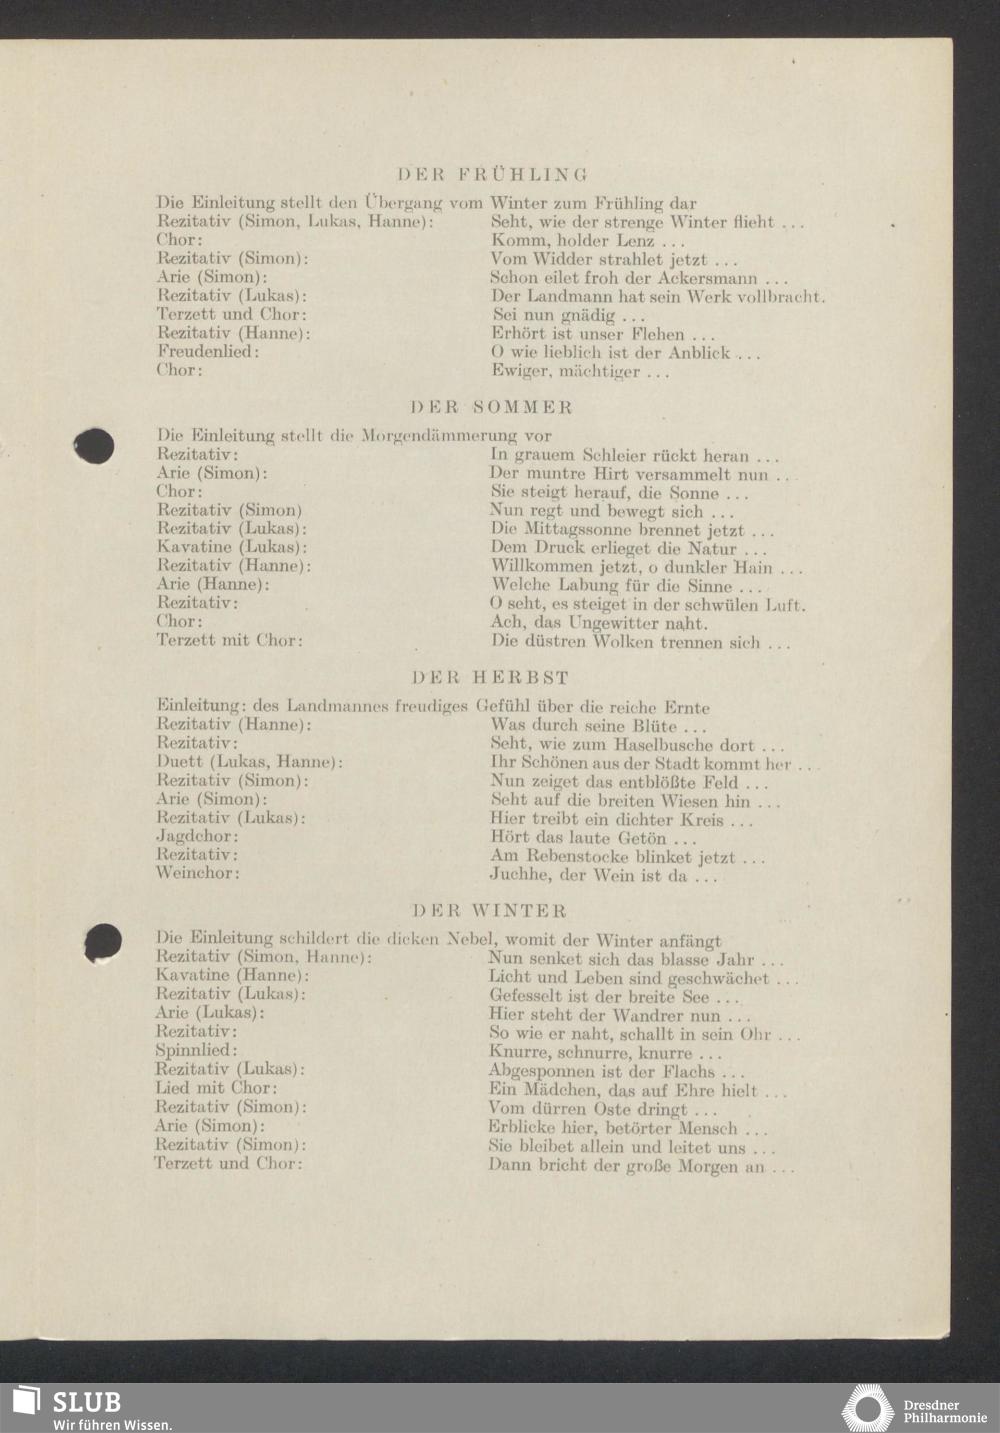 DER FRÜHLING
Die Einleitung stellt den Übergang vom Winter zum Frühling dar
Rezitativ (Simon, Lukas, Hanne): Seht, wie der strenge Winter flieht ...
Chor: Komm, holder Lenz ...
Rezitativ (Simon): Vom Widder strahlet jetzt ...
Arie (Simon): Schon eilet froh der Ackersmann ...
Rezitativ (Lukas): Der Landmann hat sein Werk vollbracht.
Terzett und Chor: Sei nun gnädig ...
Rezitativ (Hanne): Erhört ist unser Flehen ...
Freudenlied: O wie lieblich ist der Anblick ...
Chor: Ewiger, mächtiger ...
DER SOMMER
Die Einleitung stellt die Morgendämmerung vor
Rezitativ: In grauem Schleier rückt heran ...
Arie (Simon): Der muntre Hirt versammelt nun ...
Chor: Sie steigt herauf, die Sonne ...
Rezitativ (Simon) Nun regt und bewegt sich ...
Rezitativ (Lukas): Die Mittagssonne brennet jetzt ...
Kavatine (Lukas): Dem Druck erlieget die Natur ...
Rezitativ (Hanne): Willkommen jetzt, o dunkler Hain ...
Arie (Hanne): Welche Labung für die Sinne ...
Rezitativ: O seht, es steiget in der schwülen Luft.
Chor: Ach, das Ungewitter naht.
Terzett mit Chor: Die düstren Wolken trennen sich ...
DER HERBST
Einleitung: des Landmannes freudiges Gefühl über die reiche Ernte
Rezitativ (Hanne): Was durch seine Blüte ...
Rezitativ: Seht, wie zum Haselbusche dort ...
Duett (Lukas, Hanne): Ihr Schönen aus der Stadt kommt her ...
Rezitativ (Simon): Nun zeiget das entblößte Feld ...
Arie (Simon): Seht auf die breiten Wiesen hin ...
Rezitativ (Lukas): Hier treibt ein dichter Kreis ...
Jagdchor: Hört das laute Getön ...
Rezitativ: Am Rebenstocke blinket jetzt ...
Weinchor: Juchhe, der Wein ist da ...
DER WINTER
Die Einleitung schildert die dicken Nebel, womit der Winter anfängt
Rezitativ (Simon, Hanne): Nun senket sich das blasse Jahr ...
Kavatine (Hanne): Licht und Leben sind geschwächet ...
Rezitativ (Lukas): Gefesselt ist der breite See ...
Arie (Lukas): Hier steht der Wandrer nun ...
Rezitativ: So wie er naht, schallt in sein Ohr ...
Spinnlied: Knurre, schnurre, knurre ...
Rezitativ (Lukas): Abgesponnen ist der Flachs ...
Lied mit Chor: Ein Mädchen, das auf Ehre hielt ...
Rezitativ (Simon): Vom dürren Oste dringt ...
Arie (Simon): Erblicke hier, betörter Mensch ...
Rezitativ (Simon): Sie bleibet allein und leitet uns ...
Terzett und Chor: Dann bricht der große Morgen an ...
SLUB
Wir führen Wissen.
Dresdner
Philharmonie